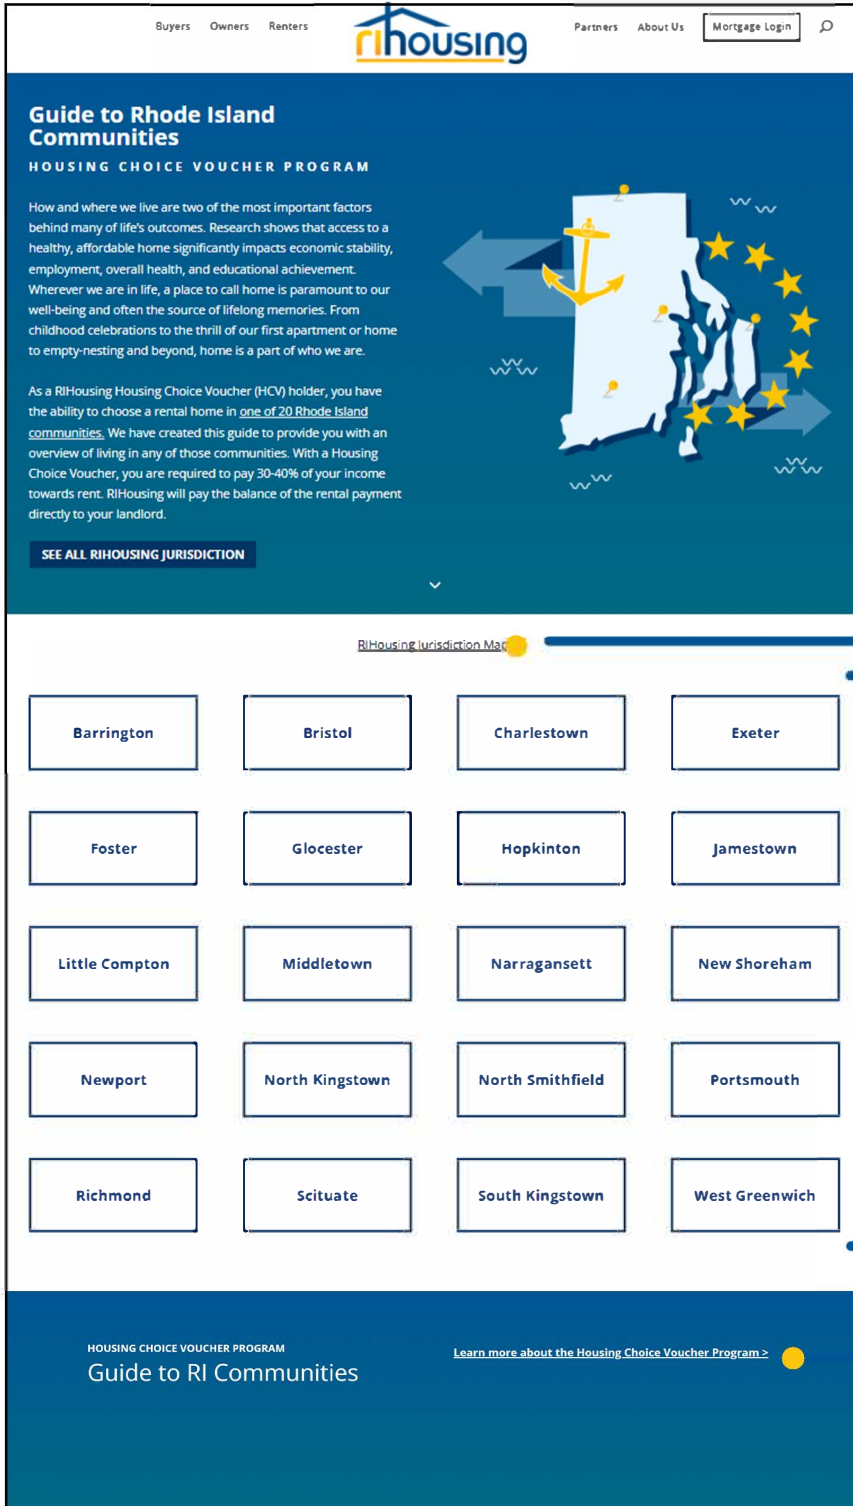 Buyers Owners Renters rihousing Partners About Us Mortgage Login
Guide to Rhode Island
Communities
HOUSING CHOICE VOUCHER PROGRAM
How and where we live are two of the most important factors
behind many of life's outcomes. Research shows that access to a
healthy, affordable home significantly impacts economic stability,
employment, overall health, and educational achievement.
Wherever we are in life, a place to call home is paramount to our
well-being and often the source of lifelong memories. From
childhood celebrations to the thrill of our first apartment or home
to empty-nesting and beyond, home is a part of who we are.
As a RIHousing Housing Choice Voucher (HCV) holder, you have
the ability to choose a rental home in one of 20 Rhode Island
communities. We have created this guide to provide you with an
overview of living in any of those communities. With a Housing
Choice Voucher, you are required to pay 30-40% of your income
towards rent. RIHousing will pay the balance of the rental payment
directly to your landlord.
SEE ALL RIHOUSING JURISDICTION
RIHousing Jurisdiction Map
Barrington Bristol Charlestown Exeter
Foster Glocester Hopkinton Jamestown
Little Compton Middletown Narragansett New Shoreham
Newport North Kingstown North Smithfield Portsmouth
Richmond Scituate South Kingstown West Greenwich
HOUSING CHOICE VOUCHER PROGRAM
Guide to RI Communities
Learn more about the Housing Choice Voucher Program >